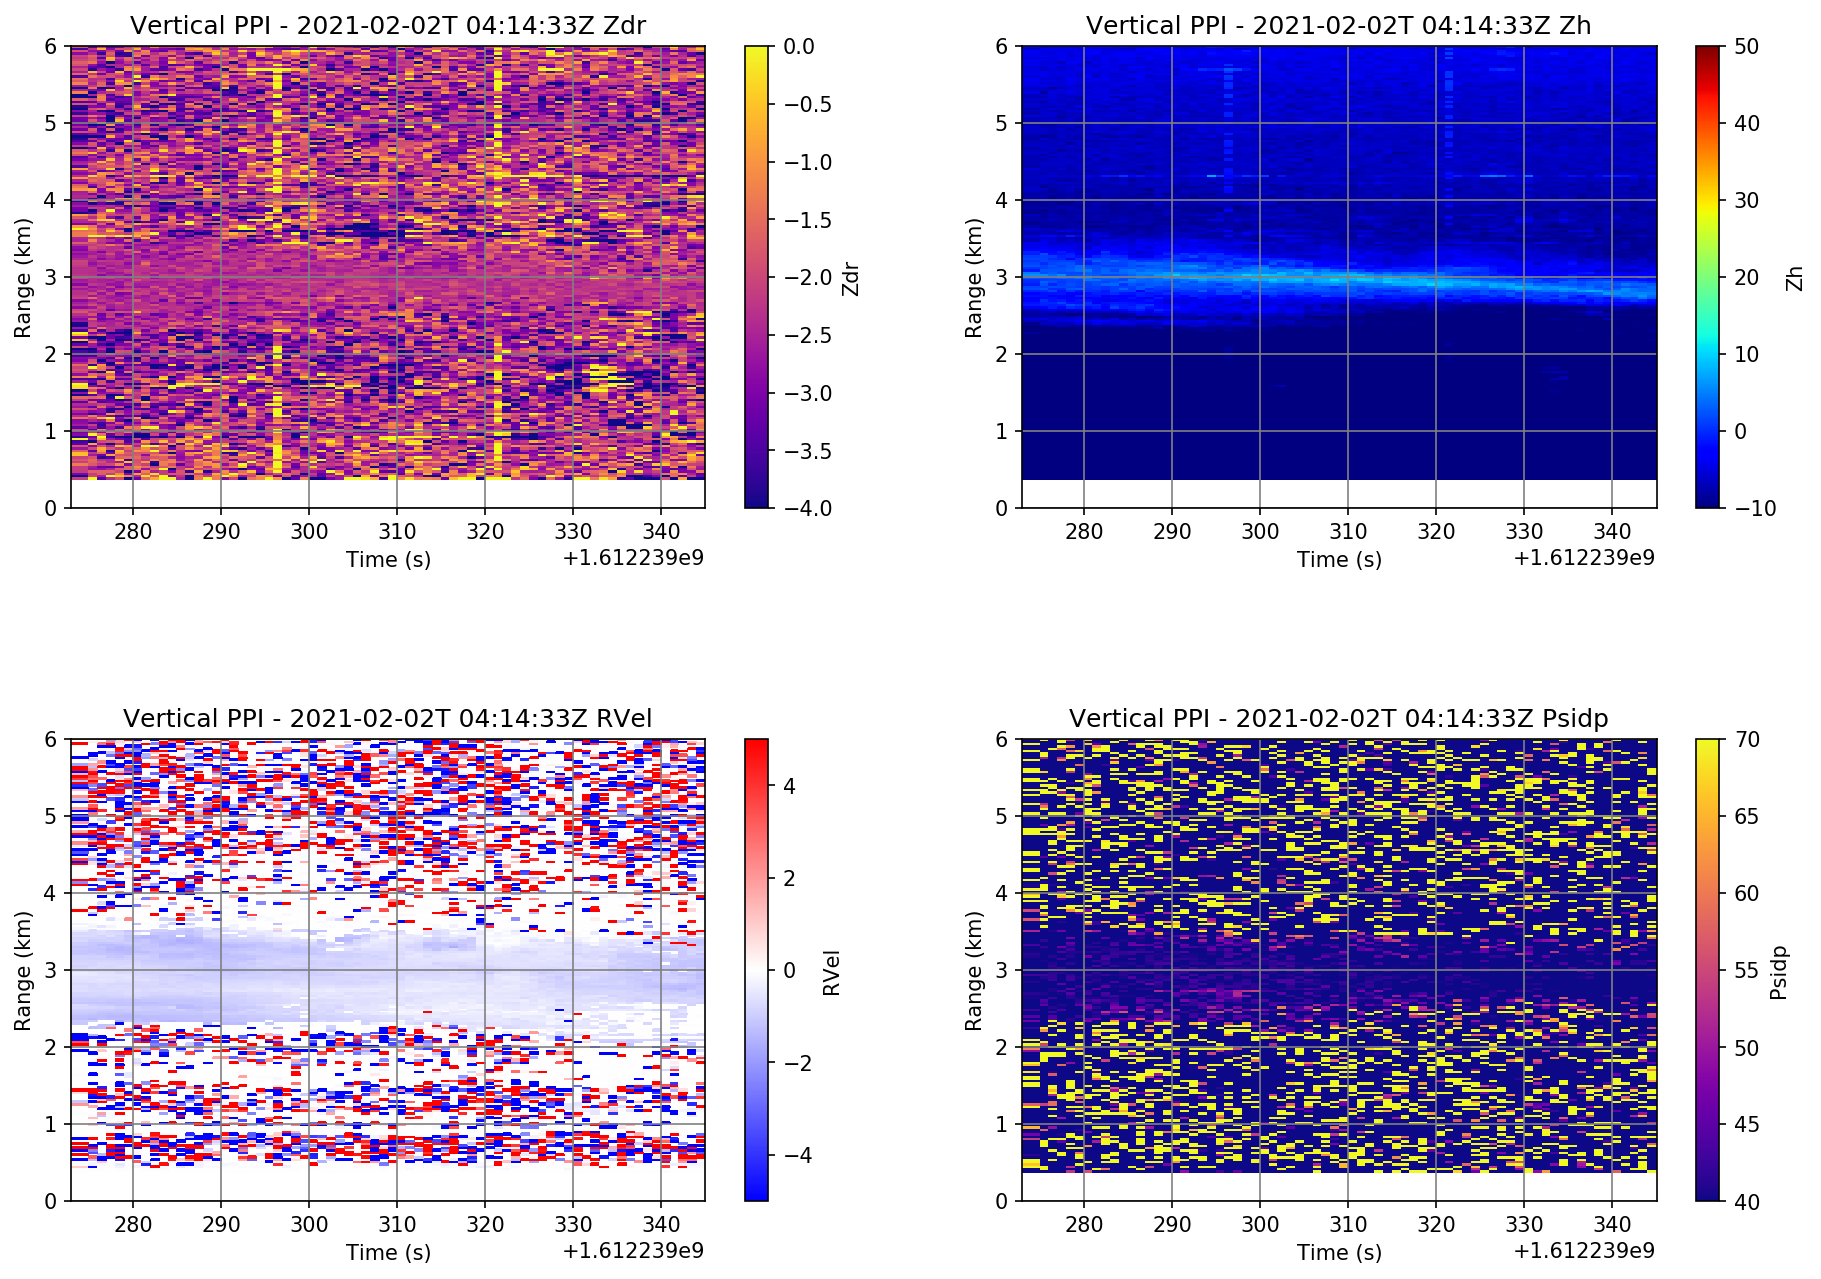 Vertical PPI - 2021-02-02T 04:14:33Z Zdr
6
5
4
3
2
1
0
Range (km)
280 290 300 310 320 330 340
Time (s)
+1.612239e9
0.0
−0.5
−1.0
−1.5
−2.0
−2.5
−3.0
−3.5
−4.0
Zdr
Vertical PPI - 2021-02-02T 04:14:33Z Zh
6
5
4
3
2
1
0
Range (km)
280 290 300 310 320 330 340
Time (s)
+1.612239e9
50
40
30
20
10
0
−10
Zh
Vertical PPI - 2021-02-02T 04:14:33Z RVel
6
5
4
3
2
1
0
Range (km)
280 290 300 310 320 330 340
Time (s)
+1.612239e9
4
2
0
−2
−4
RVel
Vertical PPI - 2021-02-02T 04:14:33Z Psidp
6
5
4
3
2
1
0
Range (km)
280 290 300 310 320 330 340
Time (s)
+1.612239e9
70
65
60
55
50
45
40
Psidp